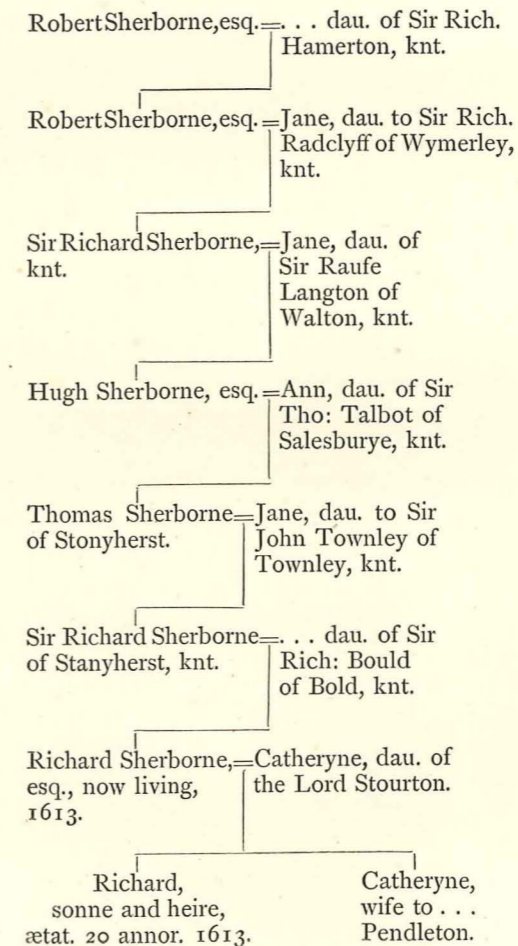 Robert Sherborne, esq. = . . . dau. of Sir Rich.
Hamerton, knt.
Robert Sherborne, esq. = Jane, dau. to Sir Rich.
Radclyff of Wymerley,
knt.
Sir Richard Sherborne, = Jane, dau. of
knt.
Sir Raufe
Langton of
Walton, knt.
Hugh Sherborne, esq. = Ann, dau. of Sir
Tho: Talbot of
Salesburye, knt.
Thomas Sherborne = Jane, dau. to Sir
of Stonyherst.
John Townley of
Townley, knt.
Sir Richard Sherborne = . . . dau. of Sir
of Stanyherst, knt.
Rich: Bould
of Bold, knt.
Richard Sherborne, = Catheryne, dau. of
esq., now living,
1613.
the Lord Stourton.
Richard,
sonne and heire,
ætat. 20 annor. 1613.
Catheryne,
wife to . . .
Pendleton.